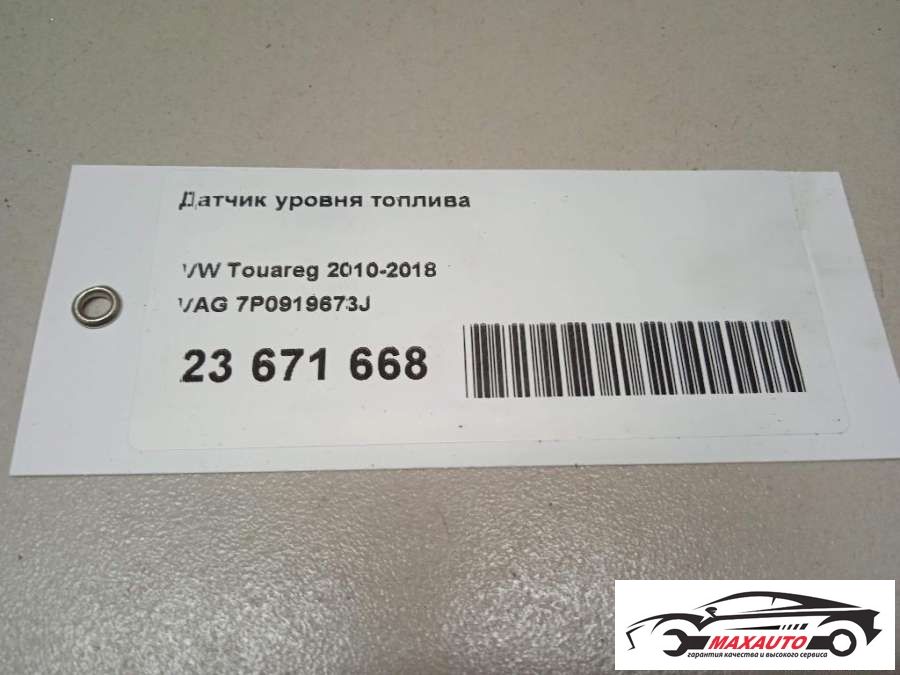 Датчик уровня топлива
VW Touareg 2010-2018
VAG 7P0919673J
23 671 668
MAXAUTO
гарантия качества и высокого сервиса